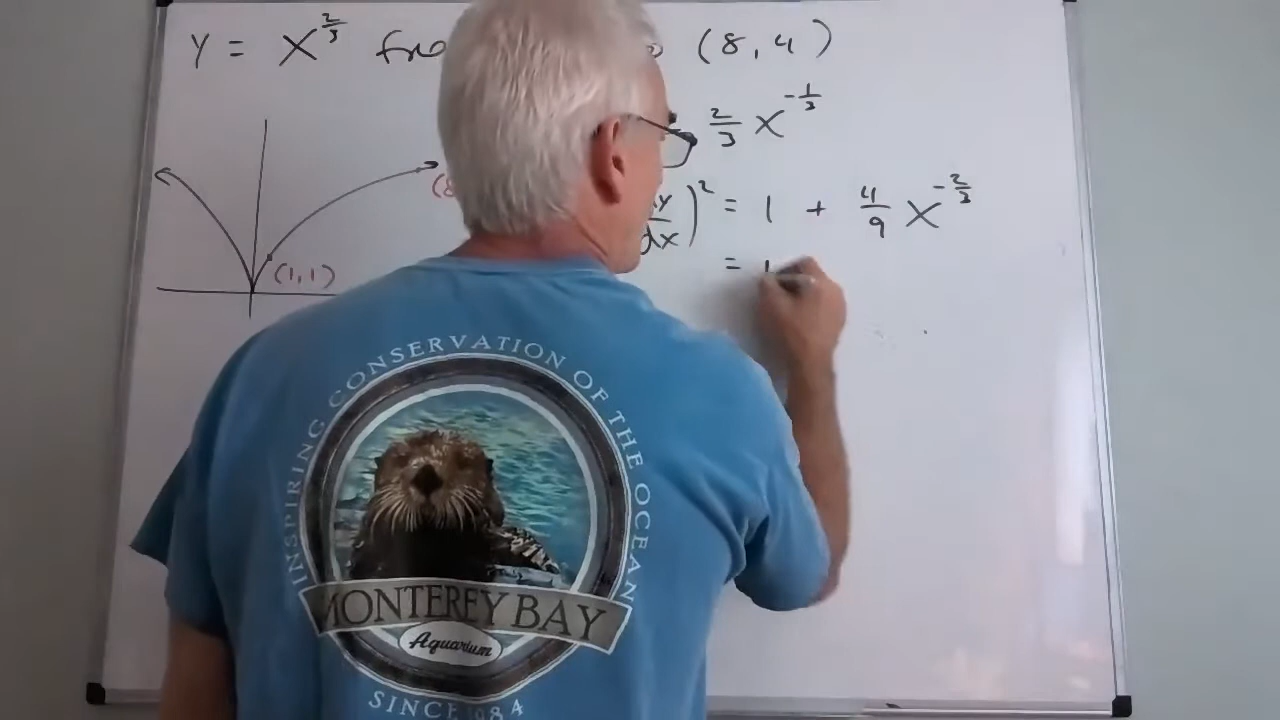 y = x^{2/3} fro (8, 4)
2/3 x^{-1/3}
dx )^2 = 1 + 4/9 x^{-2/3}
=
(8
(1, 1)
INSPIRING CONSERVATION OF THE OCEAN
MONTEREY BAY
Aquarium
SINCE 1984